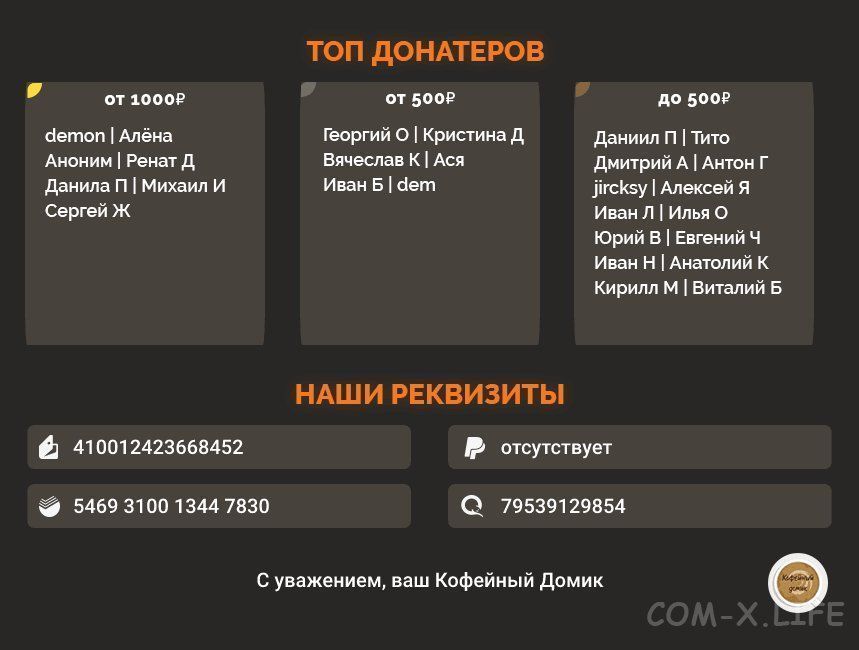 ТОП ДОНАТЕРОВ
от 1000₽
demon | Алёна
Аноним | Ренат Д
Данила П | Михаил И
Сергей Ж
от 500₽
Георгий О | Кристина Д
Вячеслав К | Ася
Иван Б | dem
до 500₽
Даниил П | Тито
Дмитрий А | Антон Г
jircksy | Алексей Я
Иван Л | Илья О
Юрий В | Евгений Ч
Иван Н | Анатолий К
Кирилл М | Виталий Б
НАШИ РЕКВИЗИТЫ
410012423668452
отсутствует
5469 3100 1344 7830
79539129854
С уважением, ваш Кофейный Домик
Кофейный
домик
COM-X.LIFE